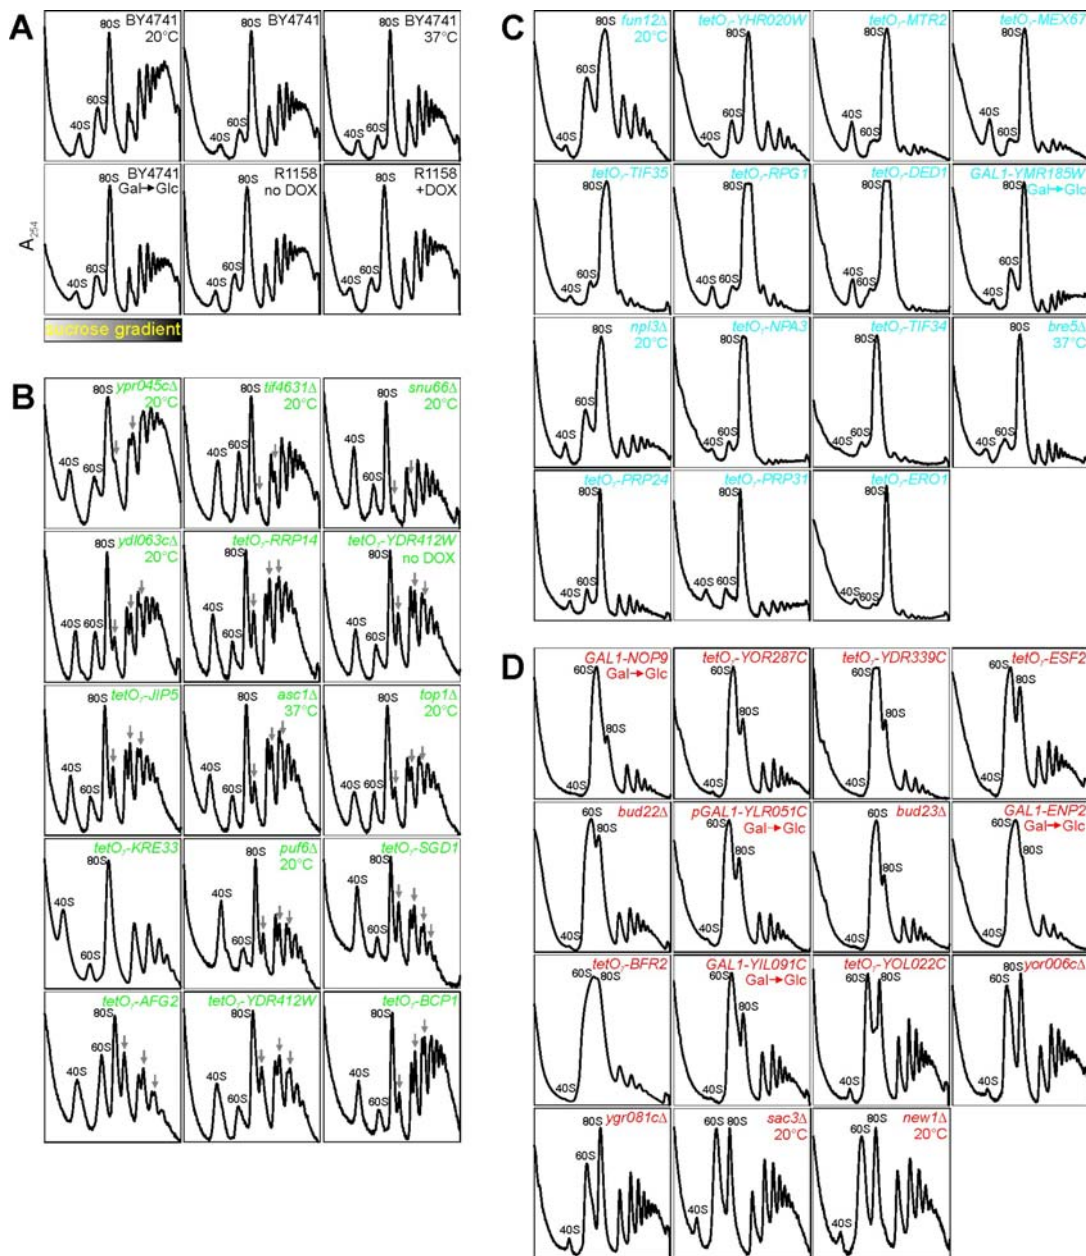 A
BY4741
20°C
80S
60S
40S
BY4741
80S
60S
40S
BY4741
37°C
80S
60S
40S
BY4741
Gal→Glc
80S
60S
40S
R1158
no DOX
80S
60S
40S
R1158
+DOX
80S
60S
40S
A254
sucrose gradient
B
ypr045cΔ
20°C
80S
40S
60S
tif4631Δ
20°C
80S
40S
60S
snu66Δ
20°C
80S
40S
60S
ydl063cΔ
20°C
80S
40S
60S
tetO7-RRP14
80S
40S
60S
tetO7-YDR412W
no DOX
80S
40S
60S
tetO7-JIP5
80S
40S
60S
asc1Δ
37°C
80S
40S
60S
top1Δ
20°C
80S
40S
60S
tetO7-KRE33
80S
40S
60S
puf6Δ
20°C
80S
40S
60S
tetO7-SGD1
80S
40S
60S
tetO7-AFG2
80S
60S
40S
tetO7-YDR412W
80S
40S
60S
tetO7-BCP1
80S
40S
60S
C
fun12Δ
20°C
80S
60S
40S
tetO7-YHR020W
80S
60S
40S
tetO7-MTR2
80S
40S
60S
tetO7-MEX67
80S
40S
60S
tetO7-TIF35
80S
60S
40S
tetO7-RPG1
80S
40S
60S
tetO7-DED1
80S
40S
60S
GAL1-YMR185W
Gal→Glc
80S
60S
40S
npl3Δ
20°C
80S
60S
40S
tetO7-NPA3
80S
60S
40S
tetO7-TIF34
80S
60S
40S
bre5Δ
37°C
80S
60S
40S
tetO7-PRP24
80S
60S
40S
tetO7-PRP31
80S
40S
60S
tetO7-ERO1
80S
40S
60S
D
GAL1-NOP9
Gal→Glc
60S
80S
40S
tetO7-YOR287C
60S
80S
40S
tetO7-YDR339C
60S
80S
40S
tetO7-ESF2
60S
80S
40S
bud22Δ
60S
80S
40S
pGAL1-YLR051C
Gal→Glc
60S
80S
40S
bud23Δ
60S
80S
40S
GAL1-ENP2
Gal→Glc
60S
80S
40S
tetO7-BFR2
60S
80S
40S
GAL1-YIL091C
Gal→Glc
60S
80S
40S
tetO7-YOL022C
60S
80S
40S
yor006cΔ
60S
80S
40S
ygr081cΔ
80S
60S
40S
sac3Δ
20°C
60S
80S
40S
new1Δ
20°C
80S
60S
40S